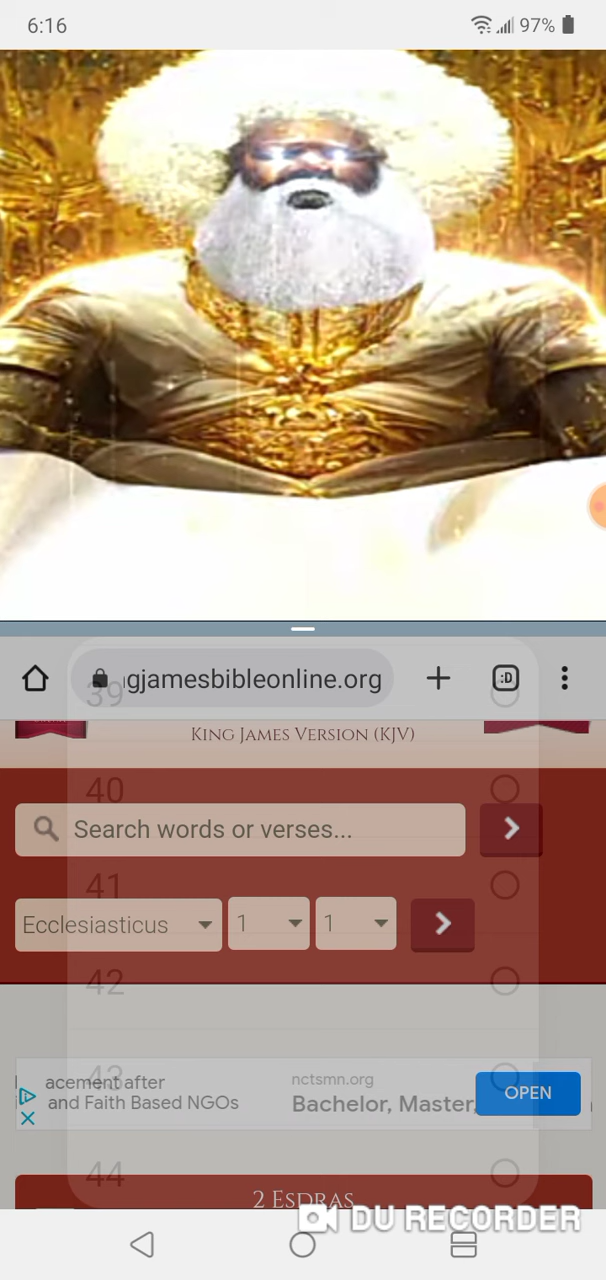 6:16
97%
39
gjamesbibleonline.org
:D
King James Version (KJV)
40
Search words or verses...
41
Ecclesiasticus 1 1
42
43
acement after
and Faith Based NGOs
nctsmn.org
Bachelor, Master,
OPEN
44
2 Esdras
DU RECORDER